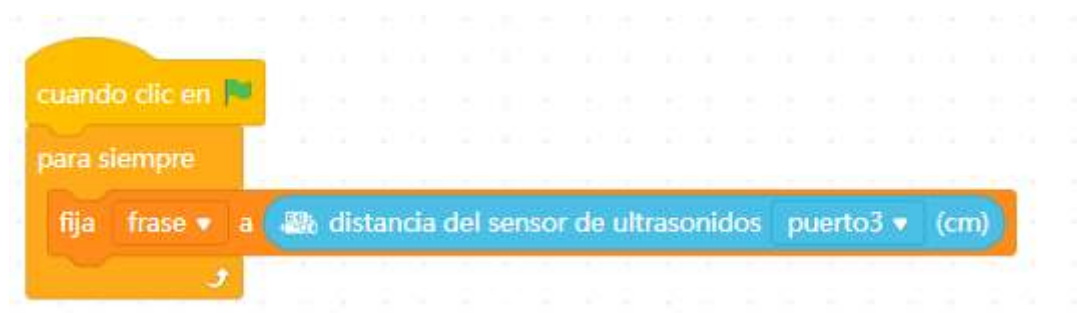 cuando clic en
para siempre
fija frase a distancia del sensor de ultrasonidos puerto3 (cm)